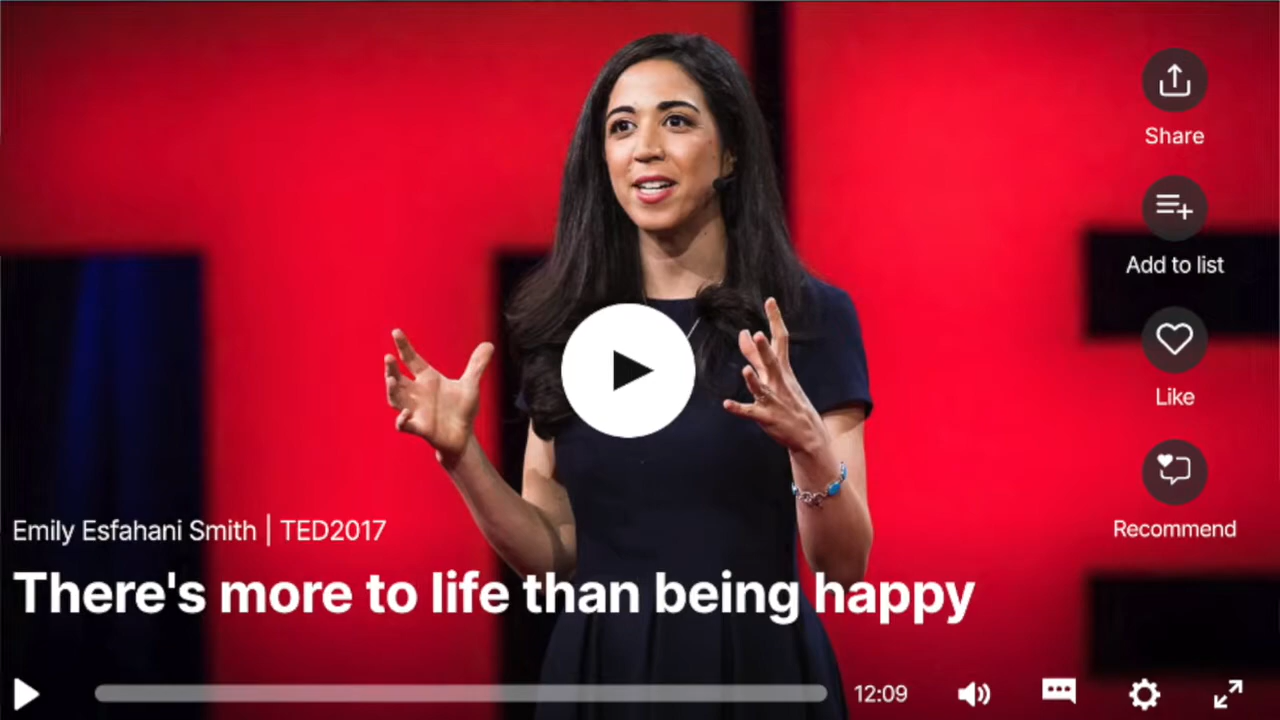 Share
Add to list
Like
Recommend
Emily Esfahani Smith | TED2017
There's more to life than being happy
12:09